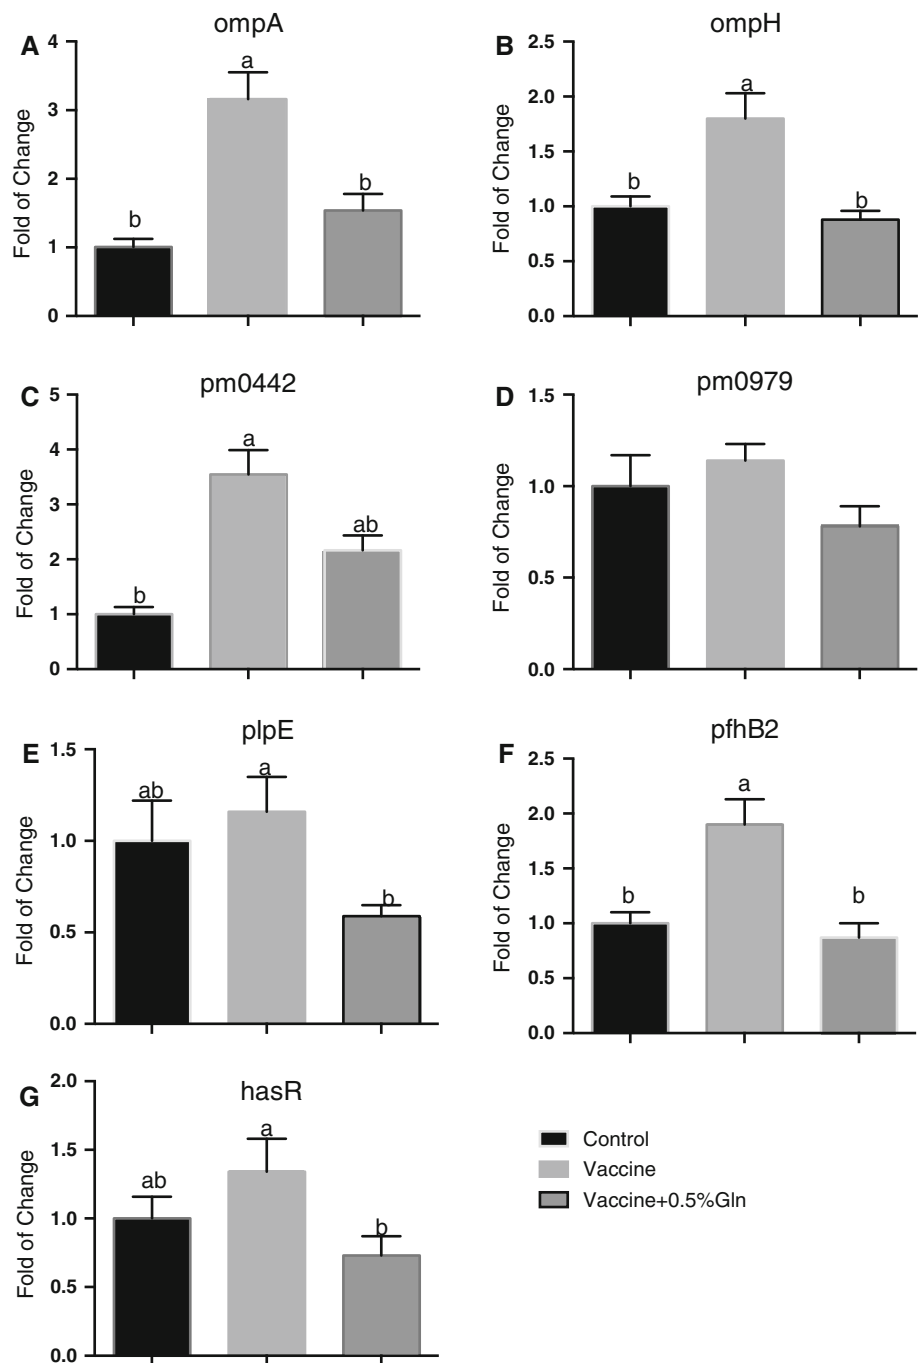 A
ompA
Fold of Change
4
3
2
1
0
b
a
b
B
ompH
Fold of Change
2.5
2.0
1.5
1.0
0.5
0.0
b
a
b
C
pm0442
Fold of Change
5
4
3
2
1
0
b
a
ab
D
pm0979
Fold of Change
1.5
1.0
0.5
0.0
E
plpE
Fold of Change
1.5
1.0
0.5
0.0
ab
a
b
F
pfhB2
Fold of Change
2.5
2.0
1.5
1.0
0.5
0.0
b
a
b
G
hasR
Fold of Change
2.0
1.5
1.0
0.5
0.0
ab
a
b
Control
Vaccine
Vaccine+0.5%Gln